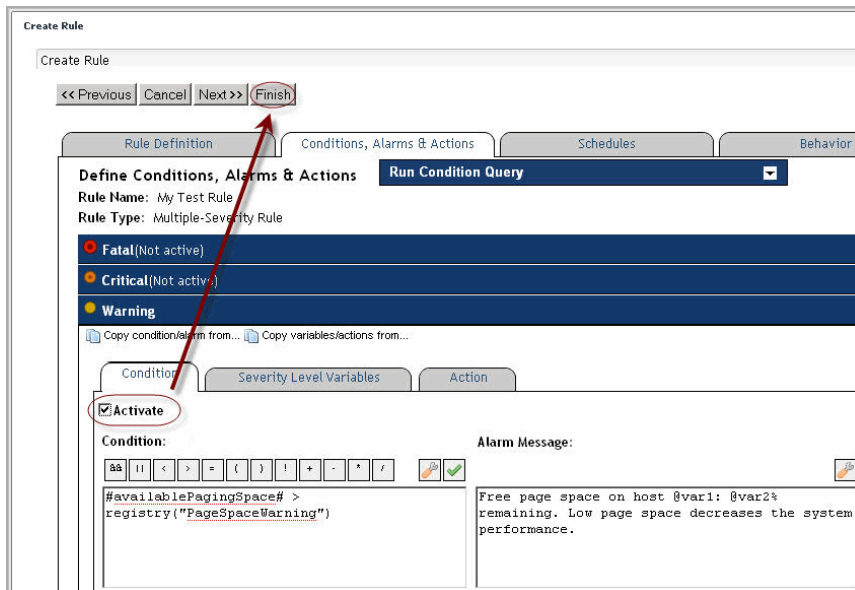 Create Rule
Create Rule
<< Previous Cancel Next >> Finish
Rule Definition Conditions, Alarms & Actions Schedules Behavior
Define Conditions, Alarms & Actions Run Condition Query
Rule Name: My Test Rule
Rule Type: Multiple-Severity Rule
Fatal(Not active)
Critical(Not active)
Warning
Copy condition/alarm from... Copy variables/actions from...
Condition Severity Level Variables Action
Activate
Condition: Alarm Message:
&& || < > = ( ) ! + - * /
#availablePagingSpace# >
registry("PageSpaceWarning")
Free page space on host @var1: @var2%
remaining. Low page space decreases the system
performance.